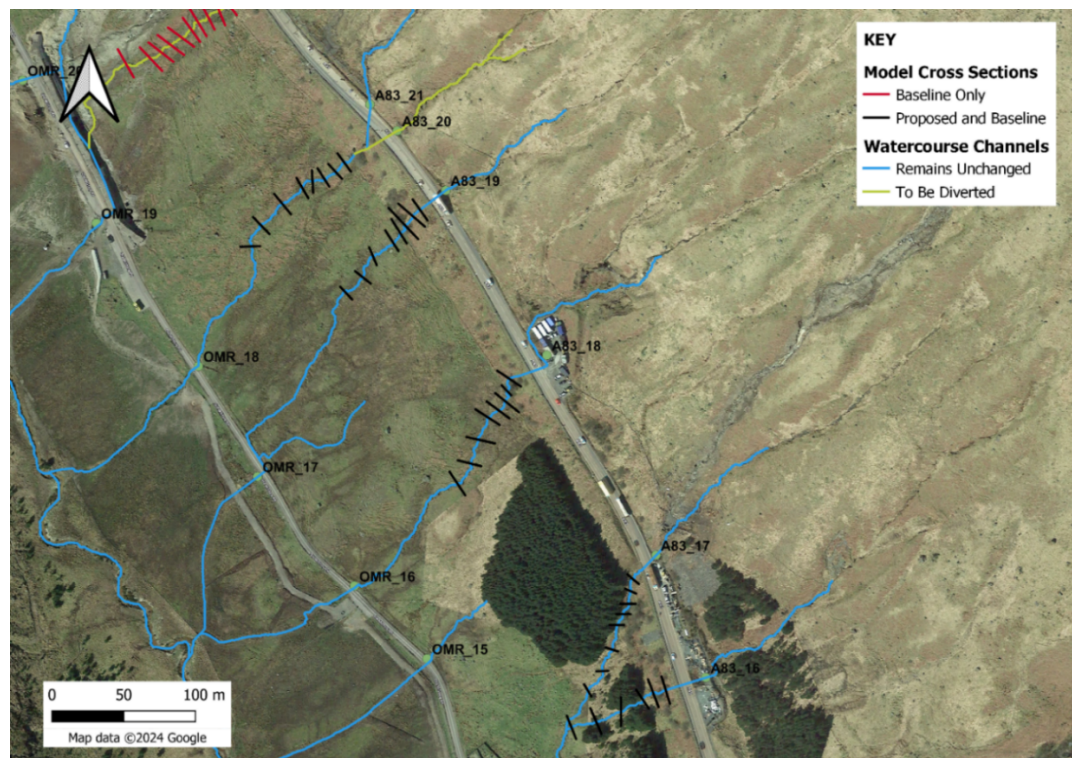 KEY
Model Cross Sections
Baseline Only
Proposed and Baseline
Watercourse Channels
Remains Unchanged
To Be Diverted
OMR_20
A83_21
A83_20
A83_19
OMR_19
A83_18
OMR_18
OMR_17
A83_17
OMR_16
OMR_15
A83_16
0 50 100 m
Map data ©2024 Google